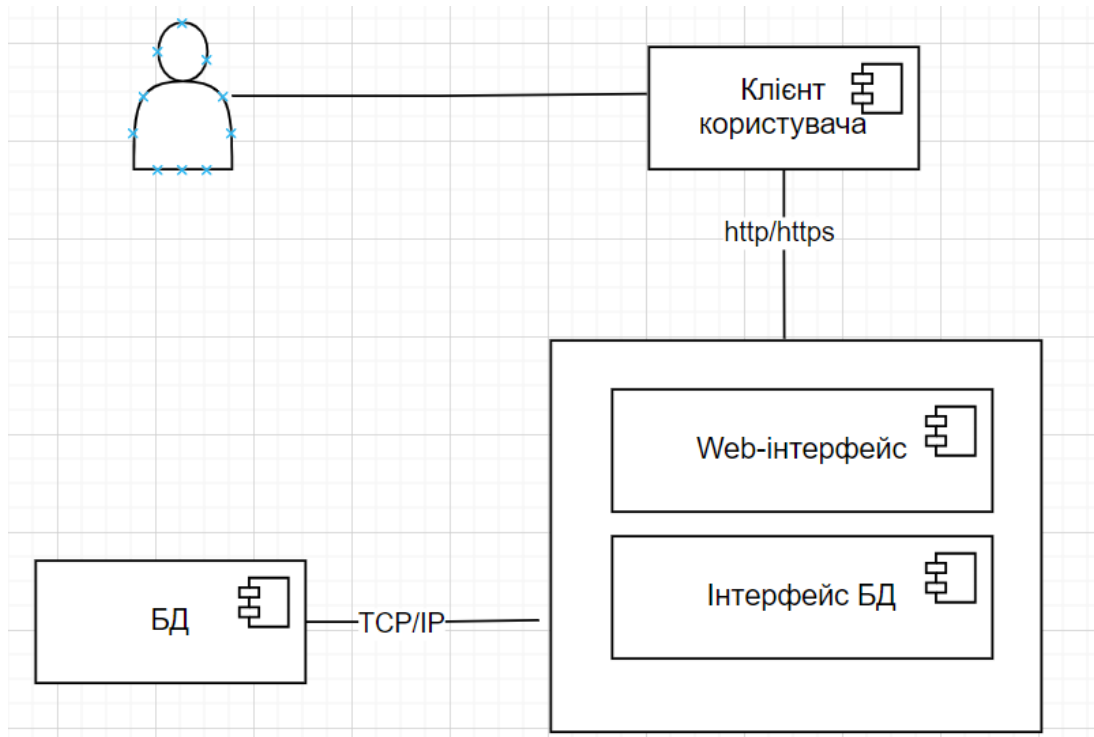 Клієнт
користувача
http/https
Web-інтерфейс
Інтерфейс БД
БД
TCP/IP